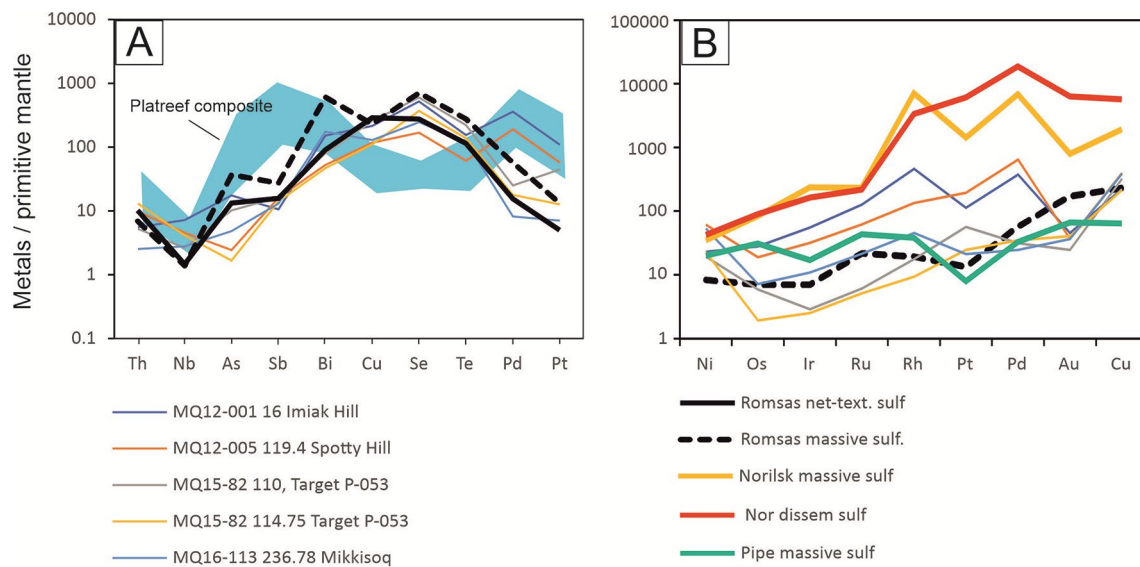 Metals / primitive mantle
10000
1000
100
10
1
0.1
A
Platreef composite
Th Nb As Sb Bi Cu Se Te Pd Pt
MQ12-001 16 Imiak Hill
MQ12-005 119.4 Spotty Hill
MQ15-82 110, Target P-053
MQ15-82 114.75 Target P-053
MQ16-113 236.78 Mikkisoq
100000
10000
1000
100
10
1
B
Ni Os Ir Ru Rh Pt Pd Au Cu
Romsas net-text. sulf
Romsas massive sulf.
Norilsk massive sulf
Nor dissem sulf
Pipe massive sulf